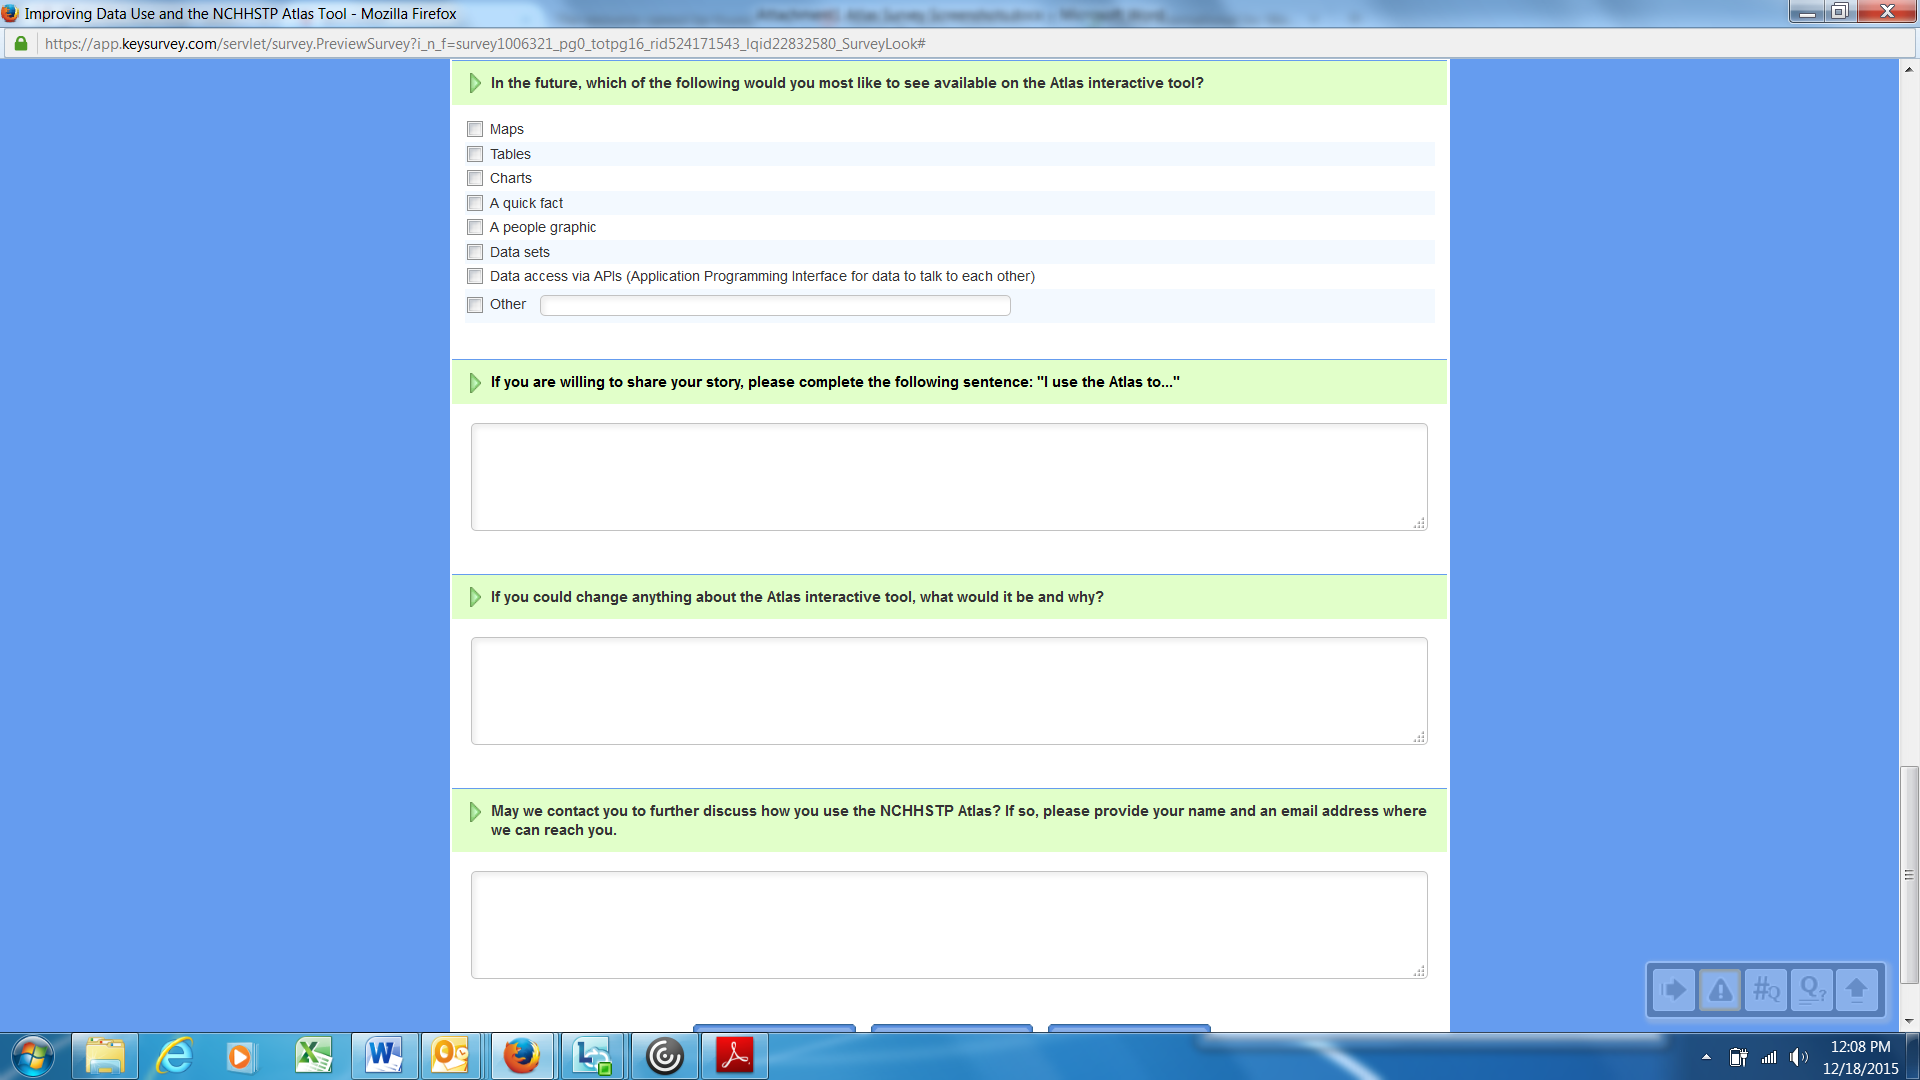 Improving Data Use and the NCHHSTP Atlas Tool - Mozilla Firefox
https://app.keysurvey.com/servlet/survey.PreviewSurvey?i_n_f=survey1006321_pg0_totpg16_rid524171543_lqid22832580_SurveyLook#
In the future, which of the following would you most like to see available on the Atlas interactive tool?
Maps
Tables
Charts
A quick fact
A people graphic
Data sets
Data access via APIs (Application Programming Interface for data to talk to each other)
Other
If you are willing to share your story, please complete the following sentence: "I use the Atlas to..."
If you could change anything about the Atlas interactive tool, what would it be and why?
May we contact you to further discuss how you use the NCHHSTP Atlas? If so, please provide your name and an email address where
we can reach you.
#Q
Q?
12:08 PM
12/18/2015